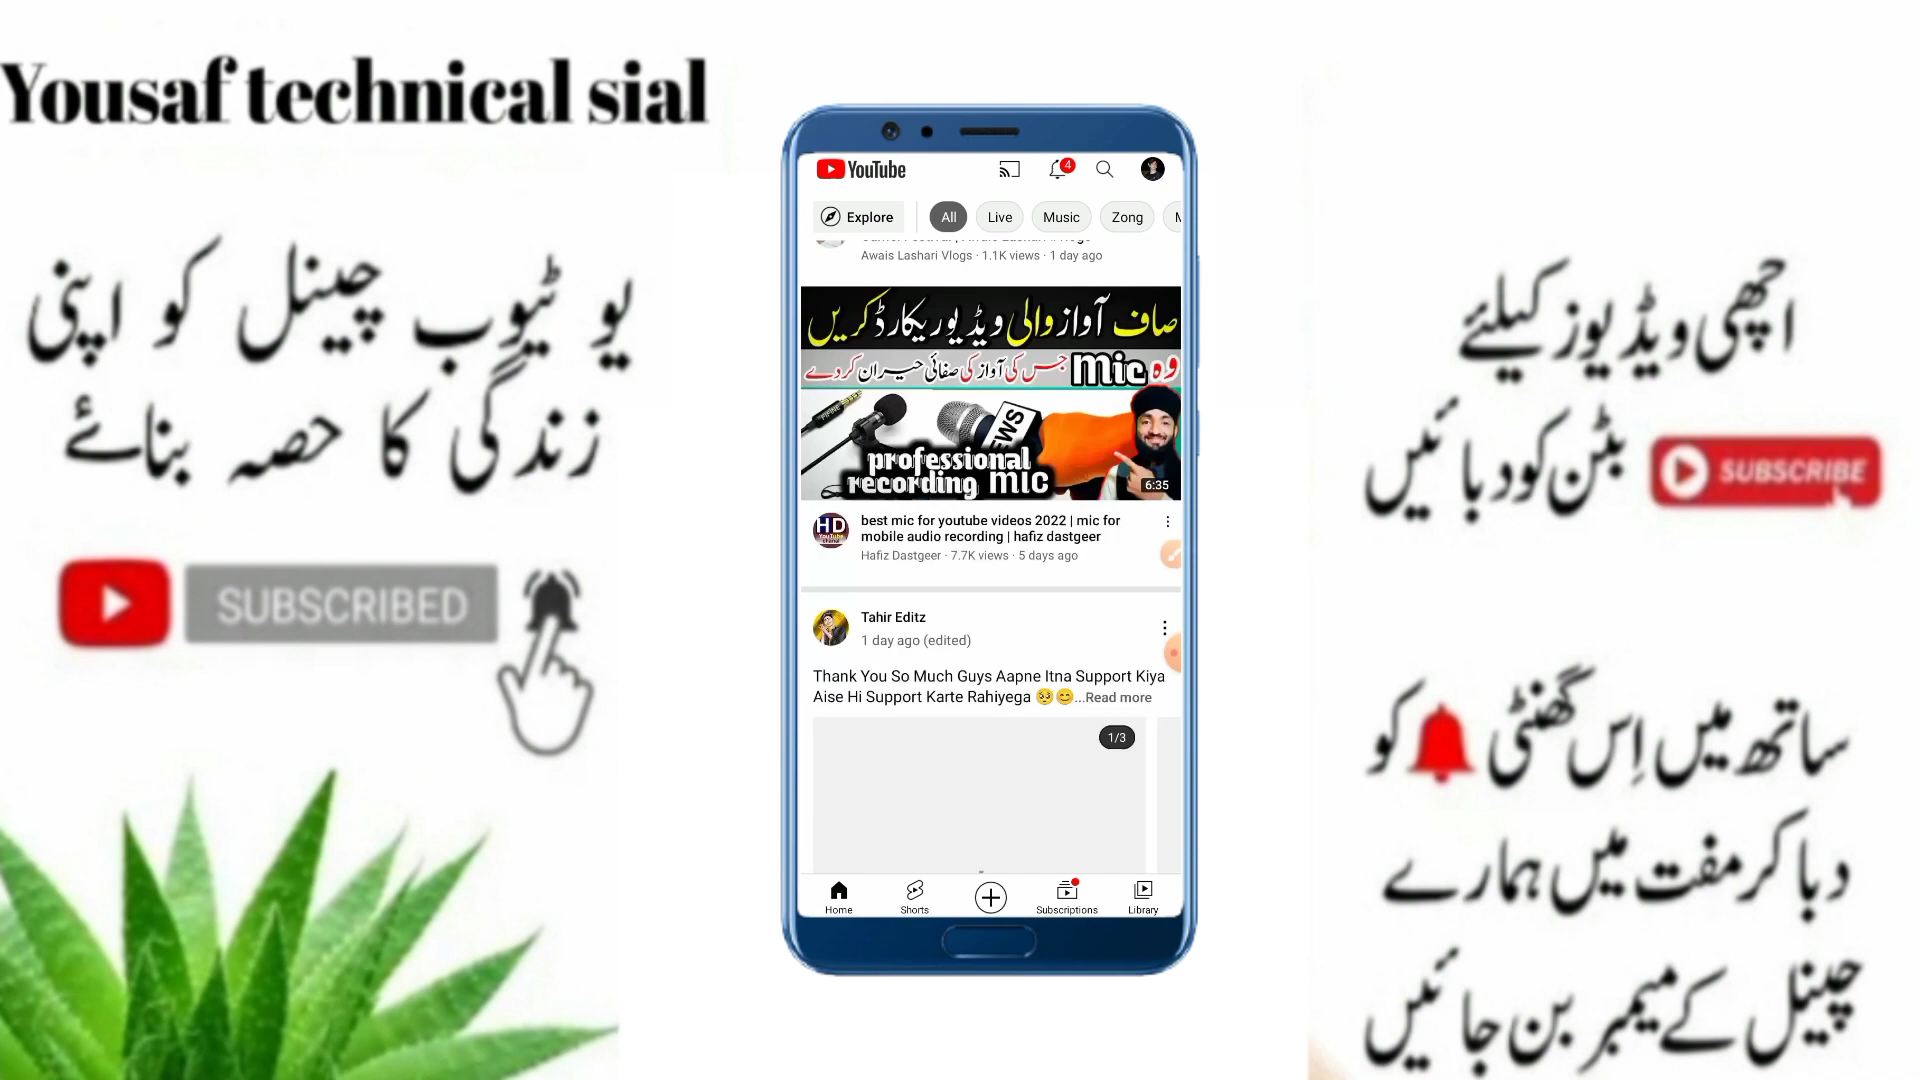 Yousaf technical sial
یو ٹیوب چینل کو اپنی
زندگی کا حصہ بنائے
SUBSCRIBED
YouTube
4
Explore
All
Live
Music
Zong
Awais Lashari Vlogs · 1.1K views · 1 day ago
صاف آواز والی ویڈیو ریکارڈ کریں
وہ mic جس کی آواز کی صفائی حیران کر دے
professional
recording mic
6:35
HD
best mic for youtube videos 2022 | mic for
mobile audio recording | hafiz dastgeer
Hafiz Dastgeer · 7.7K views · 5 days ago
Tahir Editz
1 day ago (edited)
Thank You So Much Guys Aapne Itna Support Kiya
Aise Hi Support Karte Rahiyega 🥺😊...Read more
1/3
Home
Shorts
Subscriptions
Library
اچھی ویڈیوز کیلئے
بٹن کو دبائیں
SUBSCRIBE
ساتھ میں اِس گھنٹی کو
دبا کر مفت میں ہمارے
چینل کے میمبر بن جائیں